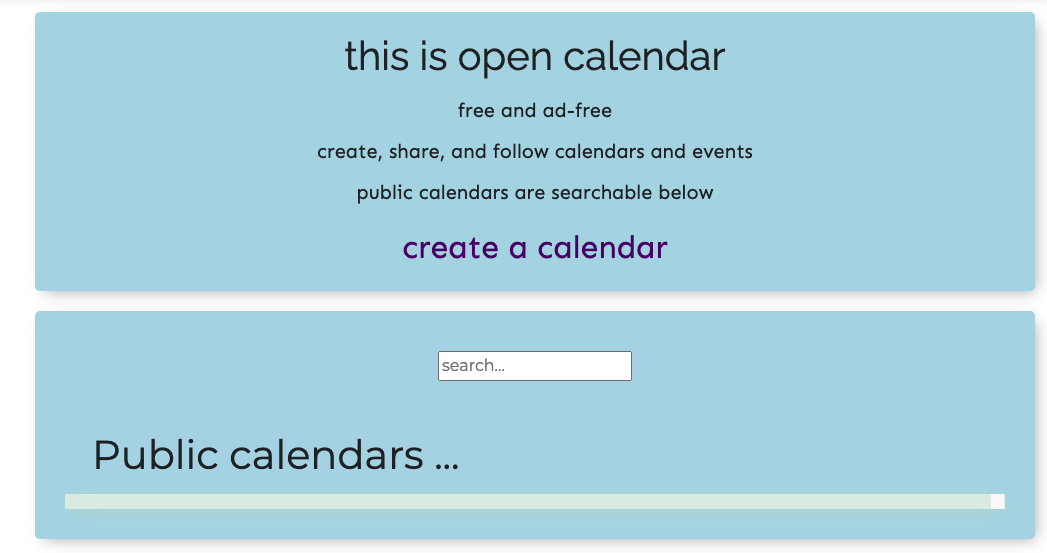 this is open calendar
free and ad-free
create, share, and follow calendars and events
public calendars are searchable below
create a calendar
search...
Public calendars ...